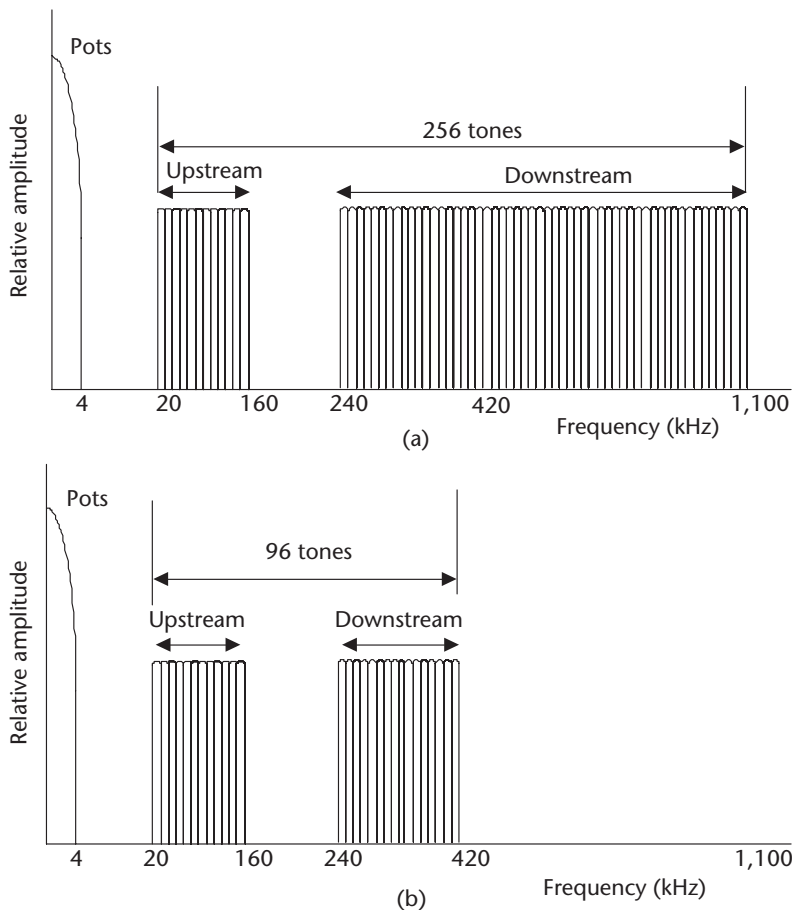 Pots
256 tones
Upstream
Downstream
Relative amplitude
4
20
160
240
420
1,100
Frequency (kHz)
(a)
Pots
96 tones
Upstream
Downstream
Relative amplitude
4
20
160
240
420
1,100
Frequency (kHz)
(b)